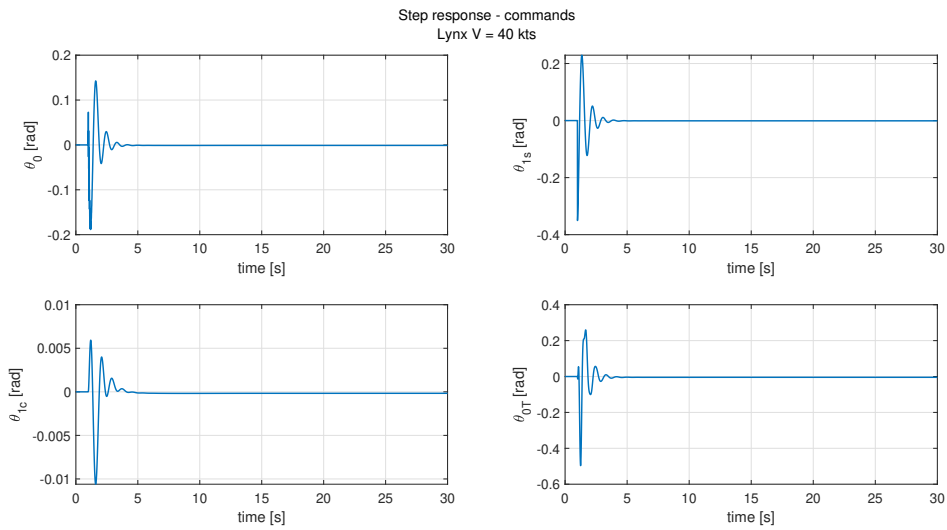 Step response - commands
Lynx V = 40 kts
0.2
0.1
0
-0.1
-0.2
θ0 [rad]
0 5 10 15 20 25 30
time [s]
0.2
0
-0.2
-0.4
θ1s [rad]
0 5 10 15 20 25 30
time [s]
0.01
0.005
0
-0.005
-0.01
θ1c [rad]
0 5 10 15 20 25 30
time [s]
0.4
0.2
0
-0.2
-0.4
-0.6
θ0T [rad]
0 5 10 15 20 25 30
time [s]